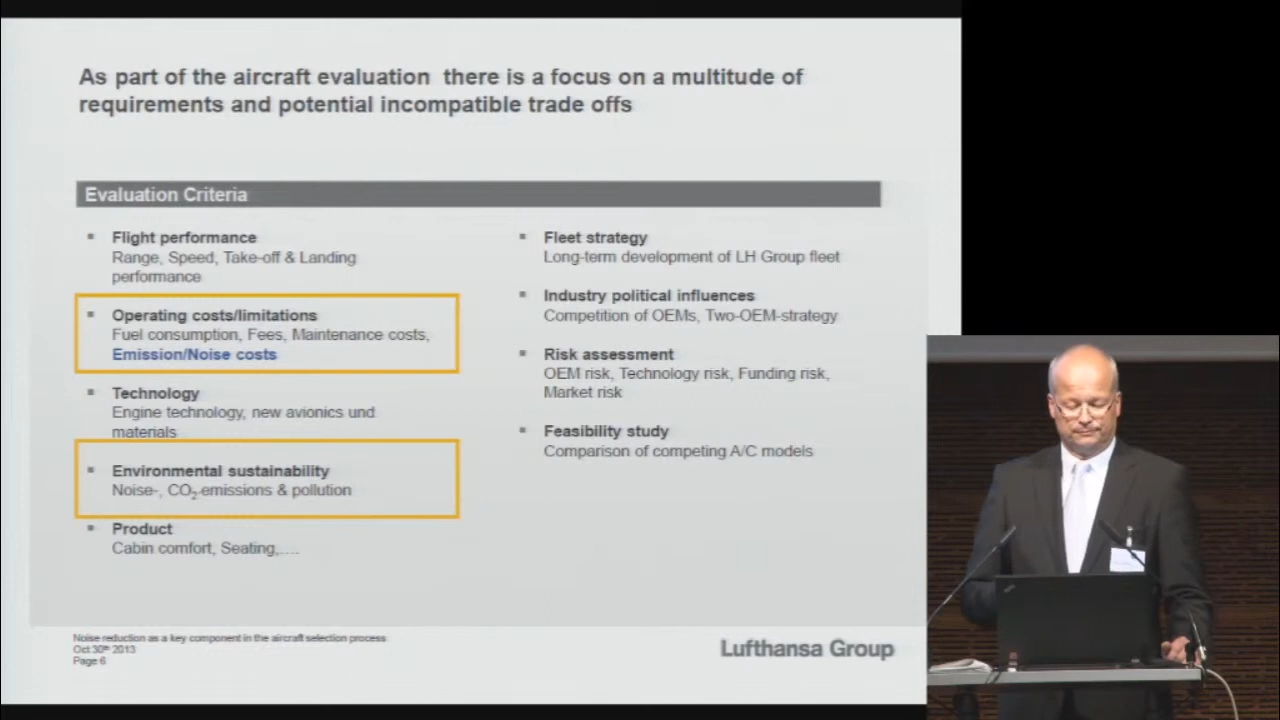 As part of the aircraft evaluation there is a focus on a multitude of
requirements and potential incompatible trade offs
Evaluation Criteria
Flight performance
Range, Speed, Take-off & Landing
performance
Operating costs/limitations
Fuel consumption, Fees, Maintenance costs,
Emission/Noise costs
Technology
Engine technology, new avionics und
materials
Environmental sustainability
Noise-, CO₂ emissions & pollution
Product
Cabin comfort, Seating,....
Fleet strategy
Long-term development of LH Group fleet
Industry political influences
Competition of OEMs, Two-OEM-strategy
Risk assessment
OEM risk, Technology risk, Funding risk,
Market risk
Feasibility study
Comparison of competing A/C models
Noise reduction as a key component in the aircraft selection process
Oct 30th 2013
Page 6
Lufthansa Group